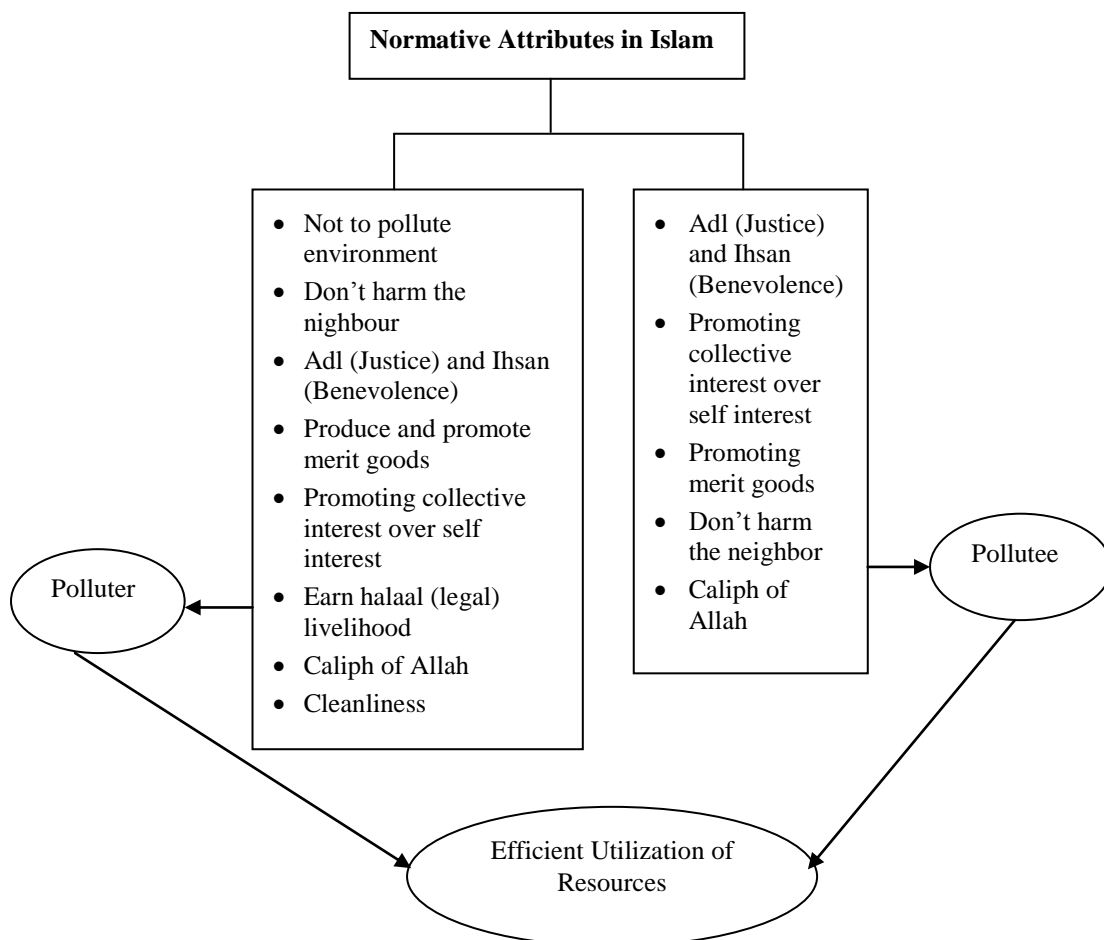 Normative Attributes in Islam
• Not to pollute
environment
• Don’t harm the
nighbour
• Adl (Justice) and Ihsan
(Benevolence)
• Produce and promote
merit goods
• Promoting collective
interest over self
interest
• Earn halaal (legal)
livelihood
• Caliph of Allah
• Cleanliness
• Adl (Justice)
and Ihsan
(Benevolence)
• Promoting
collective
interest over
self interest
• Promoting
merit goods
• Don’t harm
the neighbor
• Caliph of
Allah
Polluter
Pollutee
Efficient Utilization of
Resources